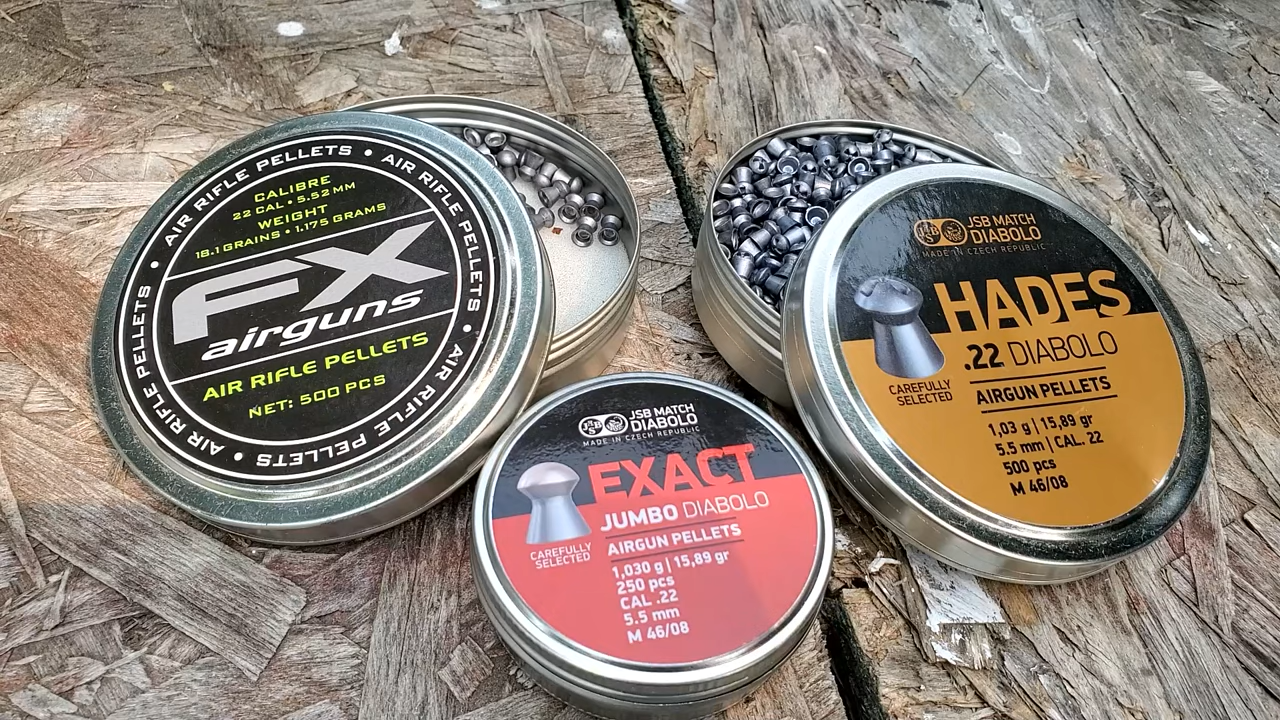 AIR RIFLE PELLETS • AIR RIFLE PELLETS • AIR RIFLE PELLETS • AIR RIFLE PELLETS •
CALIBRE
22 CAL • 5.52 MM
WEIGHT
18.1 GRAINS • 1.175 GRAMS
FX
airguns
AIR RIFLE PELLETS
NET: 500 PCS
JSB
JSB MATCH
DIABOLO
MADE IN CZECH REPUBLIC
EXACT
JUMBO DIABOLO
AIRGUN PELLETS
CAREFULLY
SELECTED
1,030 g | 15,89 gr
250 pcs
CAL .22
5.5 mm
M 46/08
JSB
JSB MATCH
DIABOLO
MADE IN CZECH REPUBLIC
HADES
.22 DIABOLO
AIRGUN PELLETS
CAREFULLY
SELECTED
1,03 g | 15,89 gr
5.5 mm | CAL. 22
500 pcs
M 46/08